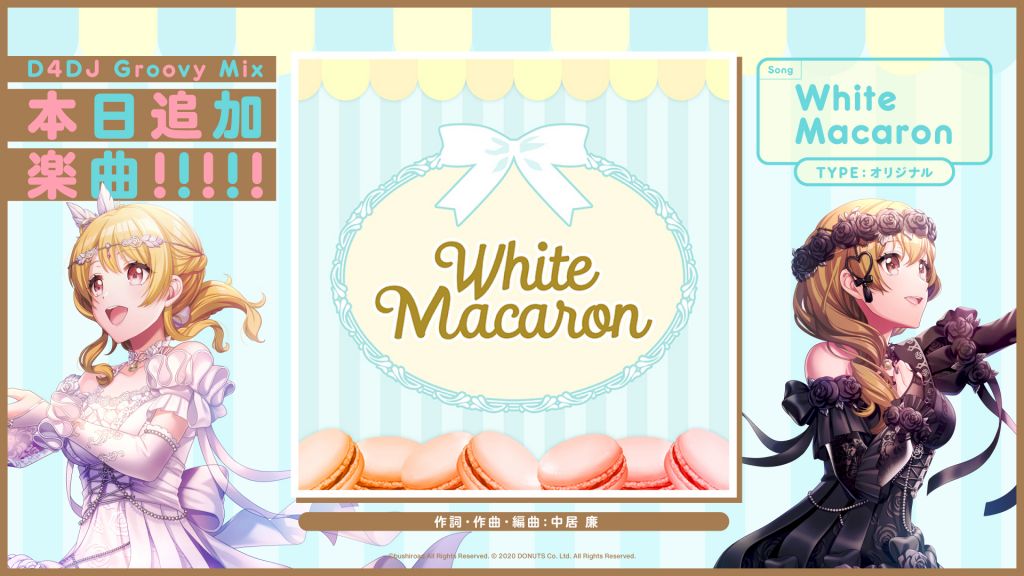 D4DJ Groovy Mix
本日追加
楽曲!!!!!
White
Macaron
作詞・作曲・編曲:中居 廉
Song
White
Macaron
TYPE:オリジナル
©bushiroad All Rights Reserved. © 2020 DONUTS Co. Ltd. All Rights Reserved.